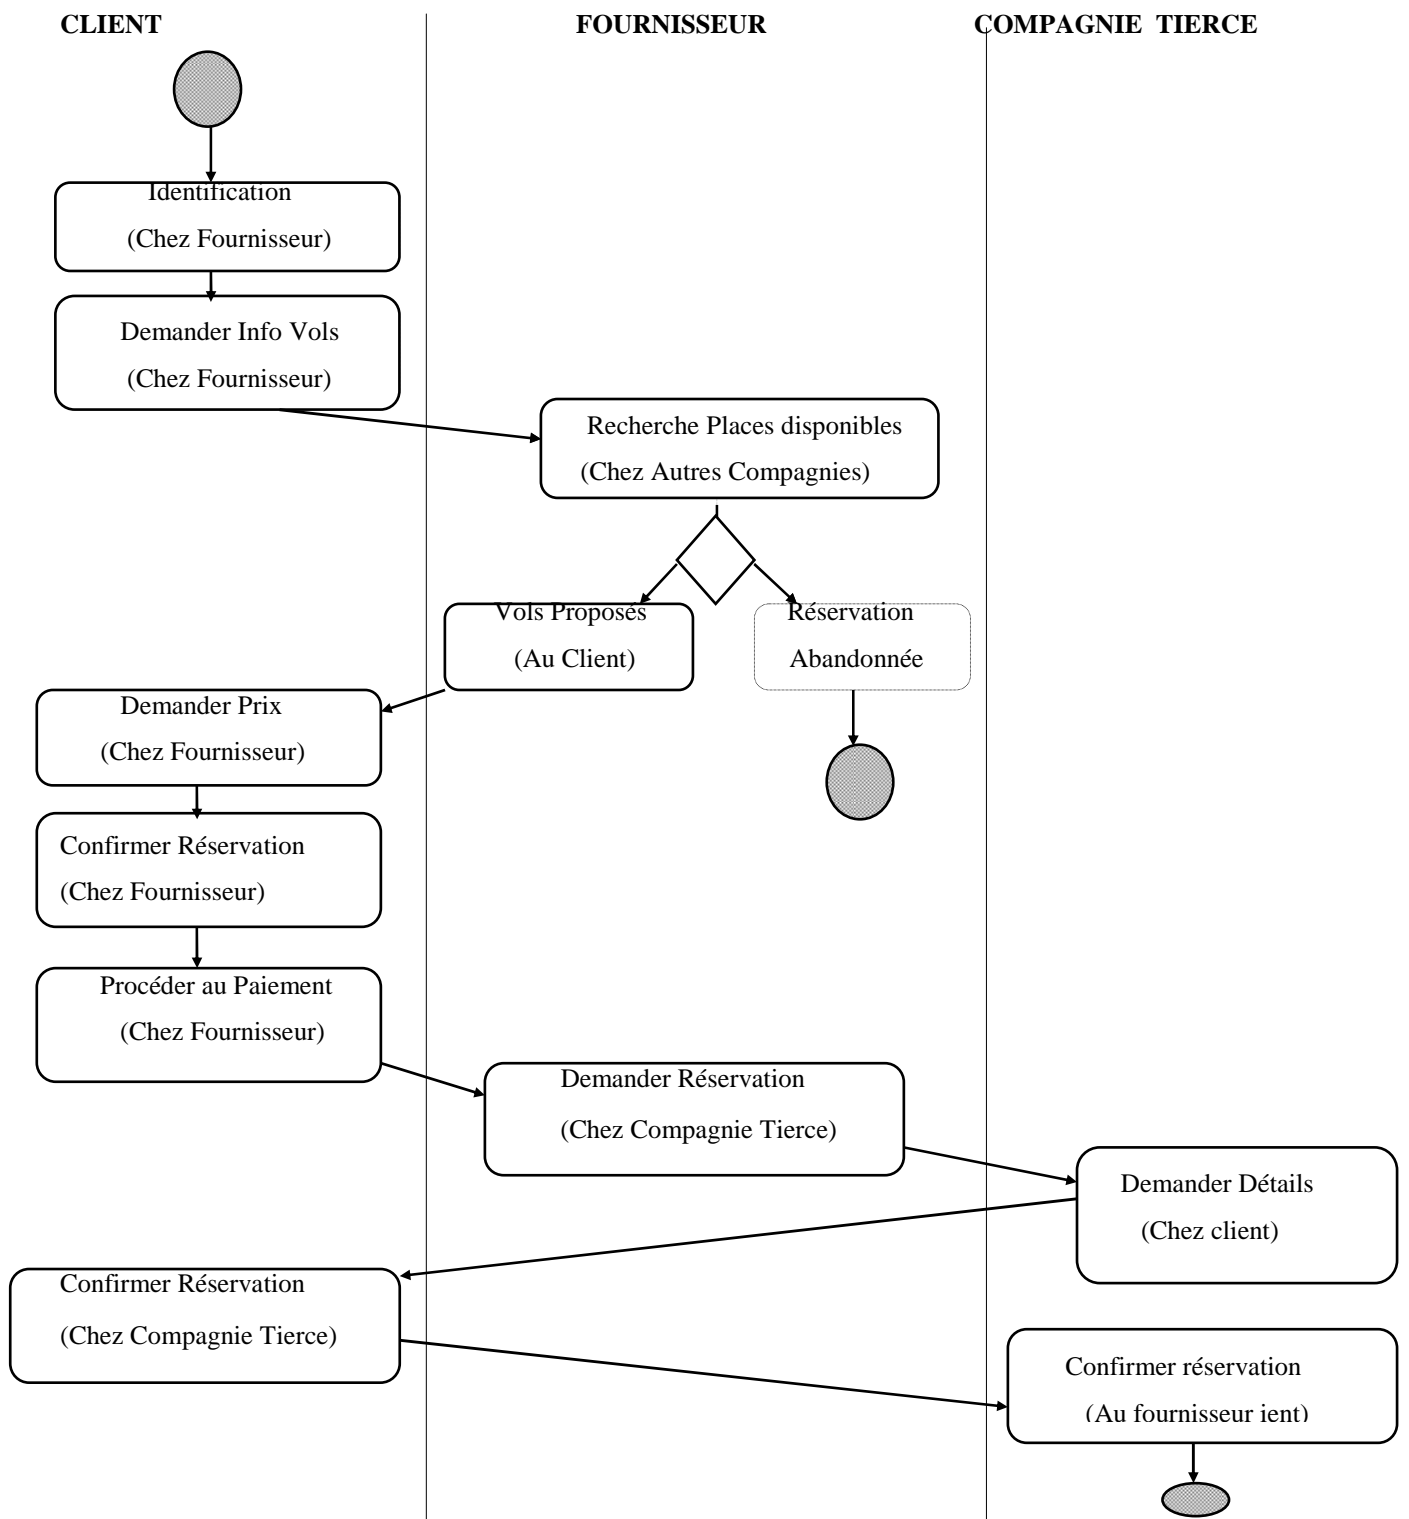 CLIENT
FOURNISSEUR
COMPAGNIE TIERCE
Identification
(Chez Fournisseur)
Demander Info Vols
(Chez Fournisseur)
Recherche Places disponibles
(Chez Autres Compagnies)
Vols Proposés
(Au Client)
Réservation
Abandonnée
Demander Prix
(Chez Fournisseur)
Confirmer Réservation
(Chez Fournisseur)
Procéder au Paiement
(Chez Fournisseur)
Demander Réservation
(Chez Compagnie Tierce)
Demander Détails
(Chez client)
Confirmer Réservation
(Chez Compagnie Tierce)
Confirmer réservation
(Au fournisseur ient)